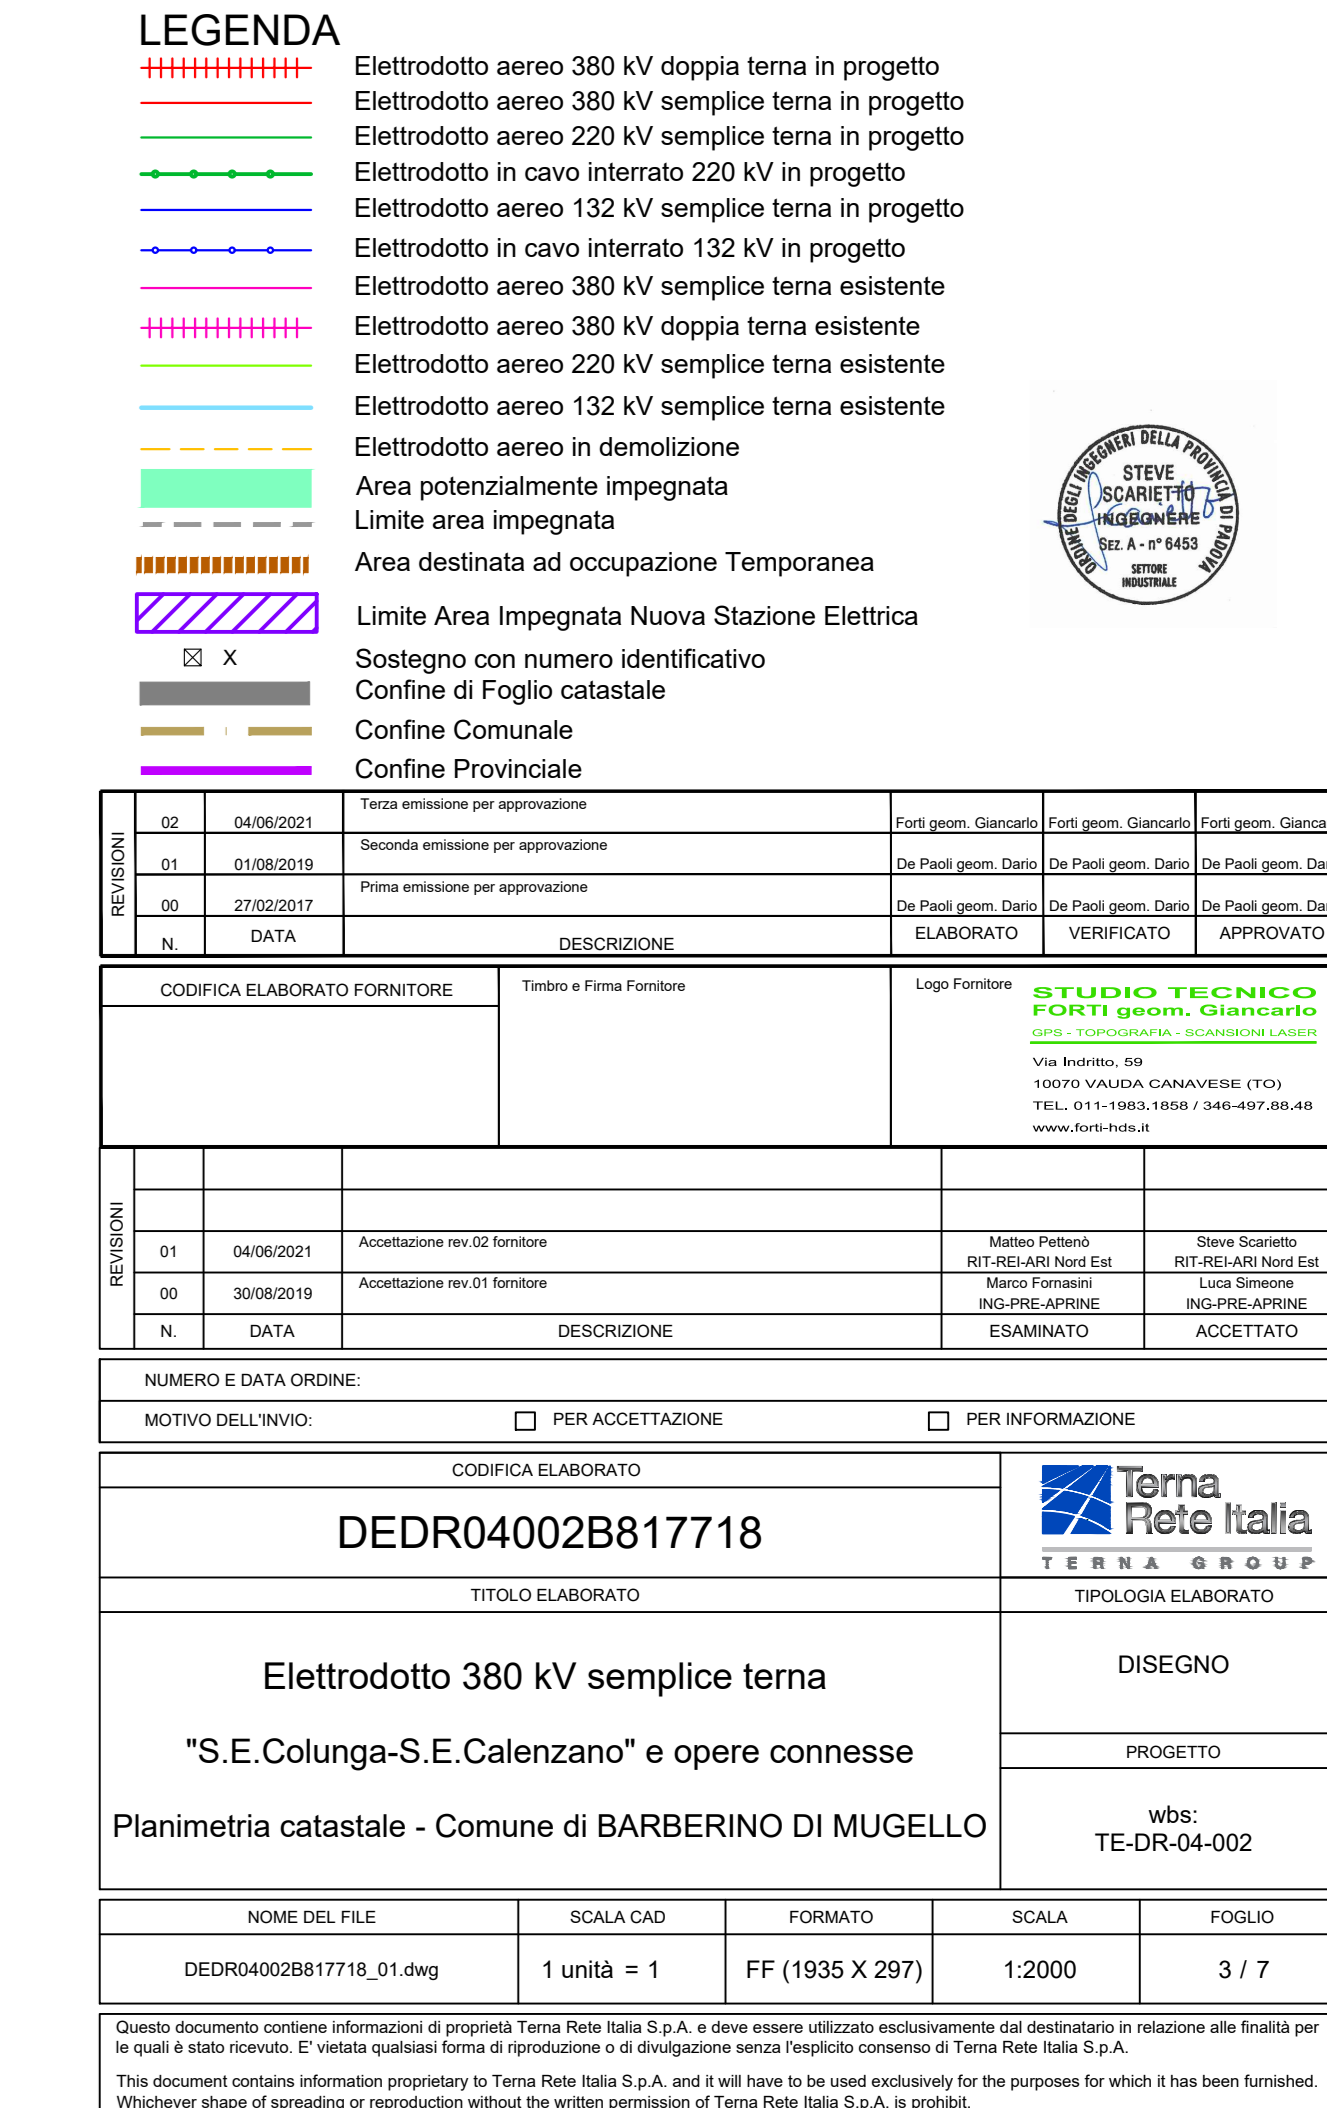 LEGENDA
Elettrodotto aereo 380 kV doppia terna in progetto
Elettrodotto aereo 380 kV semplice terna in progetto
Elettrodotto aereo 220 kV semplice terna in progetto
Elettrodotto in cavo interrato 220 kV in progetto
Elettrodotto aereo 132 kV semplice terna in progetto
Elettrodotto in cavo interrato 132 kV in progetto
Elettrodotto aereo 380 kV semplice terna esistente
Elettrodotto aereo 380 kV doppia terna esistente
Elettrodotto aereo 220 kV semplice terna esistente
Elettrodotto aereo 132 kV semplice terna esistente
Elettrodotto aereo in demolizione
Area potenzialmente impegnata
Limite area impegnata
Area destinata ad occupazione Temporanea
Limite Area Impegnata Nuova Stazione Elettrica
X Sostegno con numero identificativo
Confine di Foglio catastale
Confine Comunale
Confine Provinciale
ORDINE DEGLI INGEGNERI DELLA PROVINCIA DI PADOVA
STEVE
SCARIETTO
INGEGNERE
SEZ. A - n° 6453
SETTORE
INDUSTRIALE
REVISIONI
02 04/06/2021 Terza emissione per approvazione Forti geom. Giancarlo Forti geom. Giancarlo Forti geom. Gianca
01 01/08/2019 Seconda emissione per approvazione De Paoli geom. Dario De Paoli geom. Dario De Paoli geom. Da
00 27/02/2017 Prima emissione per approvazione De Paoli geom. Dario De Paoli geom. Dario De Paoli geom. Da
N. DATA DESCRIZIONE ELABORATO VERIFICATO APPROVATO
CODIFICA ELABORATO FORNITORE
Timbro e Firma Fornitore
Logo Fornitore
STUDIO TECNICO
FORTI geom. Giancarlo
GPS - TOPOGRAFIA - SCANSIONI LASER
Via Indritto, 59
10070 VAUDA CANAVESE (TO)
TEL. 011-1983.1858 / 346-497.88.48
www.forti-hds.it
REVISIONI
01 04/06/2021 Accettazione rev.02 fornitore Matteo Pettenò Steve Scarietto
RIT-REI-ARI Nord Est RIT-REI-ARI Nord Est
00 30/08/2019 Accettazione rev.01 fornitore Marco Fornasini Luca Simeone
ING-PRE-APRINE ING-PRE-APRINE
N. DATA DESCRIZIONE ESAMINATO ACCETTATO
NUMERO E DATA ORDINE:
MOTIVO DELL'INVIO: PER ACCETTAZIONE PER INFORMAZIONE
CODIFICA ELABORATO
DEDR04002B817718
Terna
Rete Italia
TERNA GROUP
TITOLO ELABORATO
TIPOLOGIA ELABORATO
Elettrodotto 380 kV semplice terna
"S.E.Colunga-S.E.Calenzano" e opere connesse
Planimetria catastale - Comune di BARBERINO DI MUGELLO
DISEGNO
PROGETTO
wbs:
TE-DR-04-002
NOME DEL FILE SCALA CAD FORMATO SCALA FOGLIO
DEDR04002B817718_01.dwg 1 unità = 1 FF (1935 X 297) 1:2000 3 / 7
Questo documento contiene informazioni di proprietà Terna Rete Italia S.p.A. e deve essere utilizzato esclusivamente dal destinatario in relazione alle finalità per
le quali è stato ricevuto. E' vietata qualsiasi forma di riproduzione o di divulgazione senza l'esplicito consenso di Terna Rete Italia S.p.A.
This document contains information proprietary to Terna Rete Italia S.p.A. and it will have to be used exclusively for the purposes for which it has been furnished.
Whichever shape of spreading or reproduction without the written permission of Terna Rete Italia S.p.A. is prohibit.